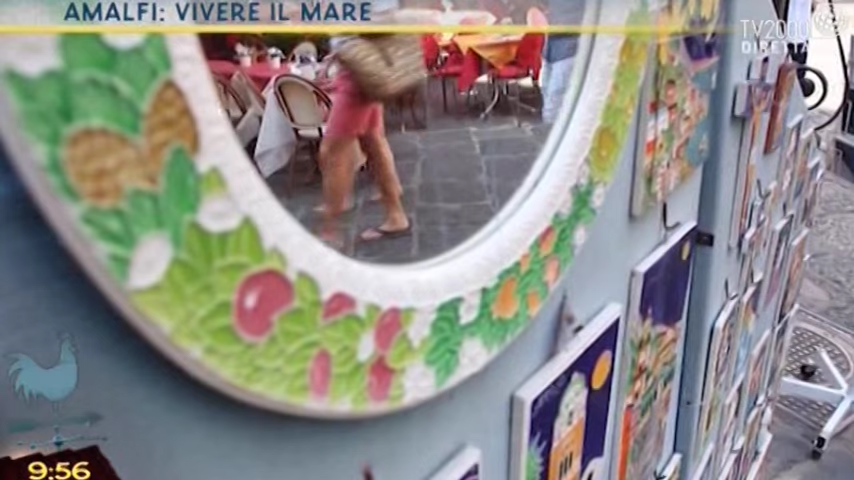 AMALFI: VIVERE IL MARE
TV2000
DIRETTA
9:56